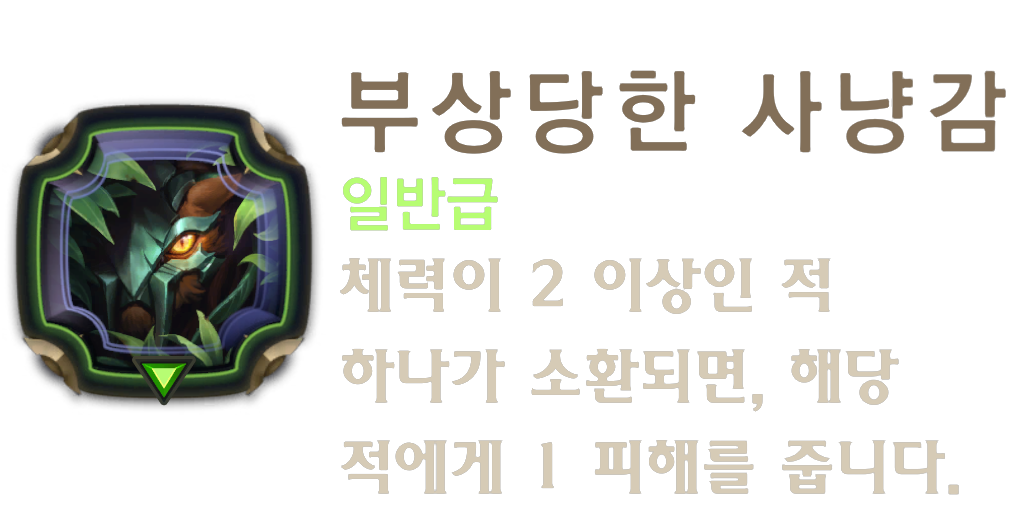 부상당한 사냥감
일반급
체력이 2 이상인 적
하나가 소환되면, 해당
적에게 1 피해를 줍니다.